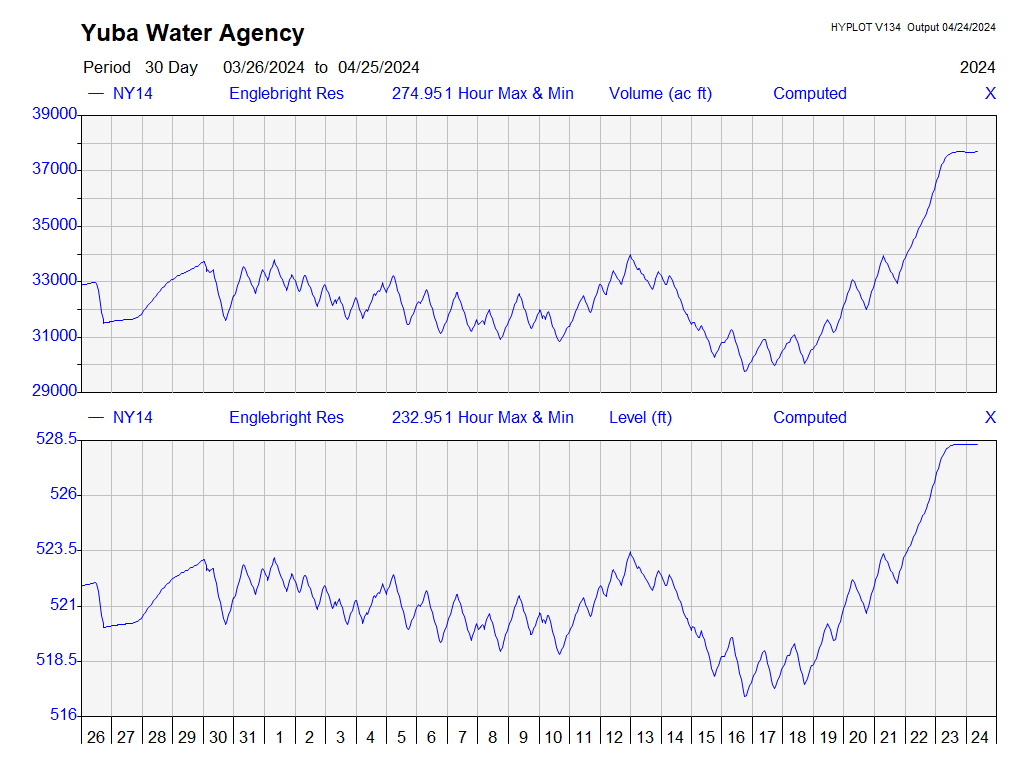 Yuba Water Agency
HYPLOT V134 Output 04/24/2024
Period 30 Day 03/26/2024 to 04/25/2024 2024
NY14 Englebright Res 274.951 Hour Max & Min Volume (ac ft) Computed X
39000
37000
35000
33000
31000
29000
NY14 Englebright Res 232.951 Hour Max & Min Level (ft) Computed X
528.5
526
523.5
521
518.5
516
26 27 28 29 30 31 1 2 3 4 5 6 7 8 9 10 11 12 13 14 15 16 17 18 19 20 21 22 23 24